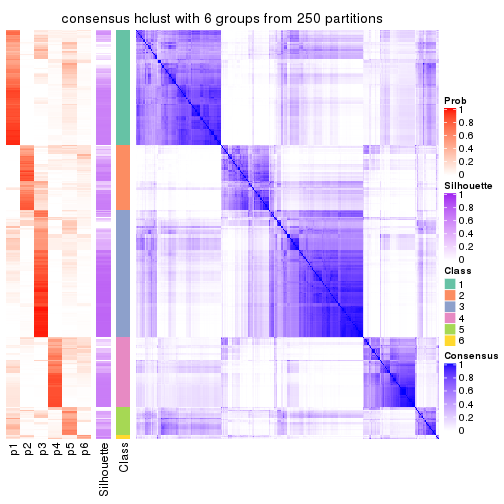 consensus hclust with 6 groups from 250 partitions
Prob
1
0.8
0.6
0.4
0.2
0
Silhouette
1
0.8
0.6
0.4
0.2
0
Class
1
2
3
4
5
6
Consensus
1
0.8
0.6
0.4
0.2
0
p1
p2
p3
p4
p5
p6
Silhouette
Class